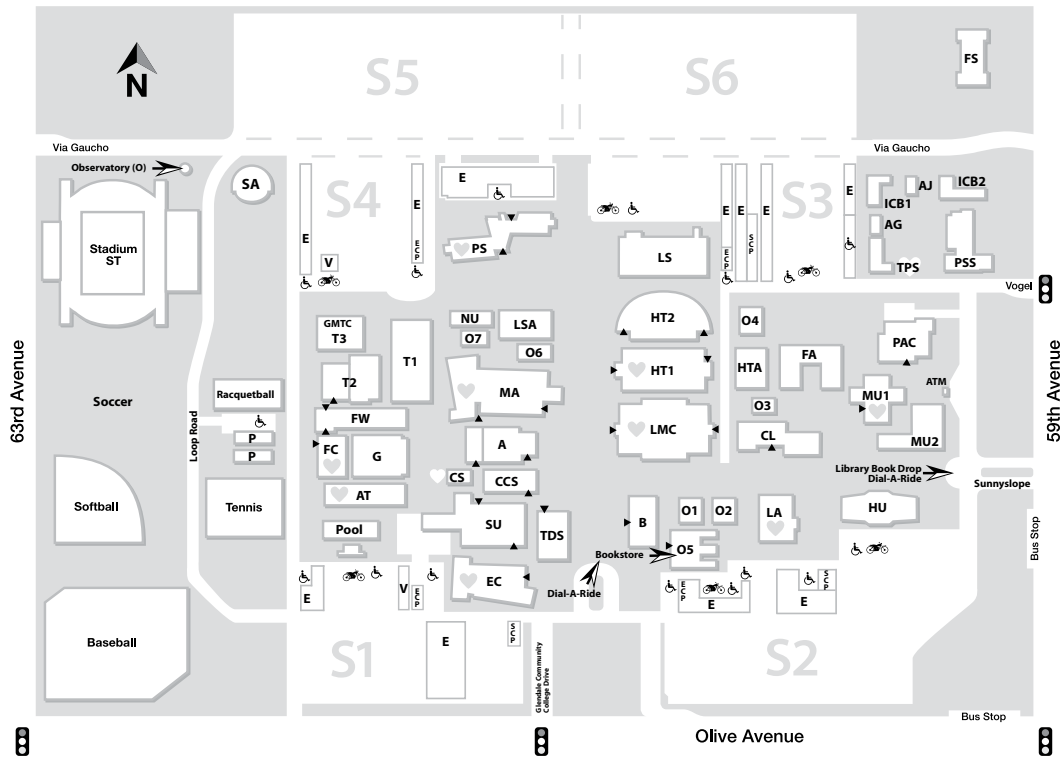 S5
S6
FS
N
Via Gaucho
Via Gaucho
Observatory (O)
SA
S4
E
E
E
ECP
V
PS
LS
E
E
E
ECP
SCP
S3
E
ICB1
AJ
ICB2
AG
TPS
PSS
Stadium
ST
Vogel
GMTC
T3
T1
NU
O7
LSA
O6
HT2
O4
PAC
T2
MA
HT1
HTA
FA
ATM
63rd Avenue
Soccer
Loop Road
Racquetball
P
P
FW
FC
G
A
LMC
O3
CL
MU1
MU2
59th Avenue
Softball
Tennis
AT
CS
CCS
Library Book Drop
Dial-A-Ride
Sunnyslope
Pool
SU
TDS
B
O1
O2
LA
HU
Bookstore
O5
Bus Stop
E
V
ECP
EC
Dial-A-Ride
ECP
E
SCP
E
Baseball
S1
E
SCP
Glendale Community
College Drive
S2
Bus Stop
Olive Avenue